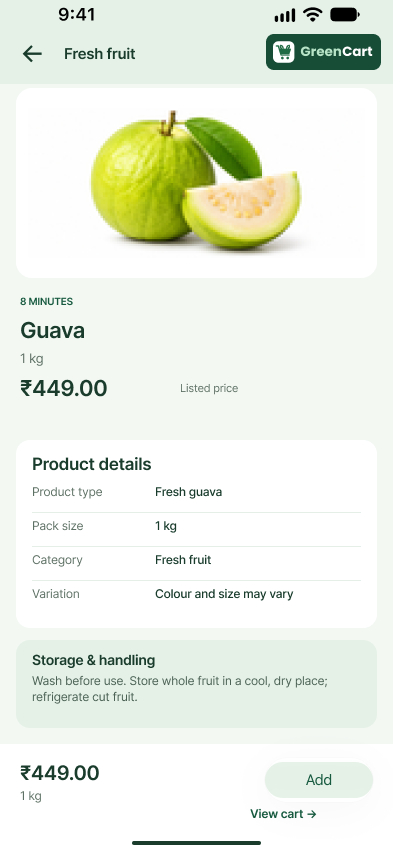 9:41
Fresh fruit
GreenCart
8 MINUTES
Guava
1 kg
₹449.00 Listed price
Product details
Product type Fresh guava
Pack size 1 kg
Category Fresh fruit
Variation Colour and size may vary
Storage & handling
Wash before use. Store whole fruit in a cool, dry place;
refrigerate cut fruit.
₹449.00
1 kg
Add
View cart →